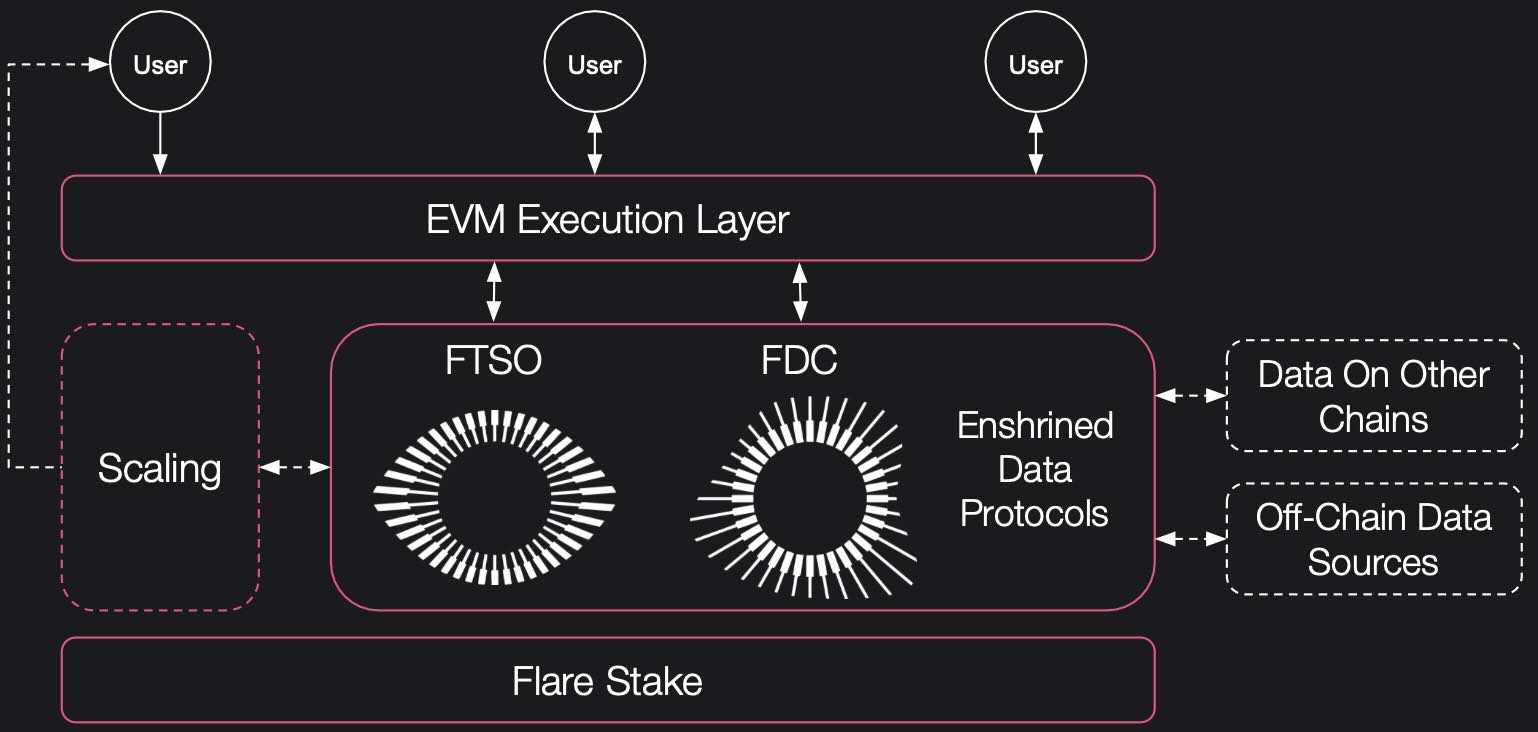 User
User
User
EVM Execution Layer
Scaling
FTSO
FDC
Enshrined
Data
Protocols
Data On Other
Chains
Off-Chain Data
Sources
Flare Stake